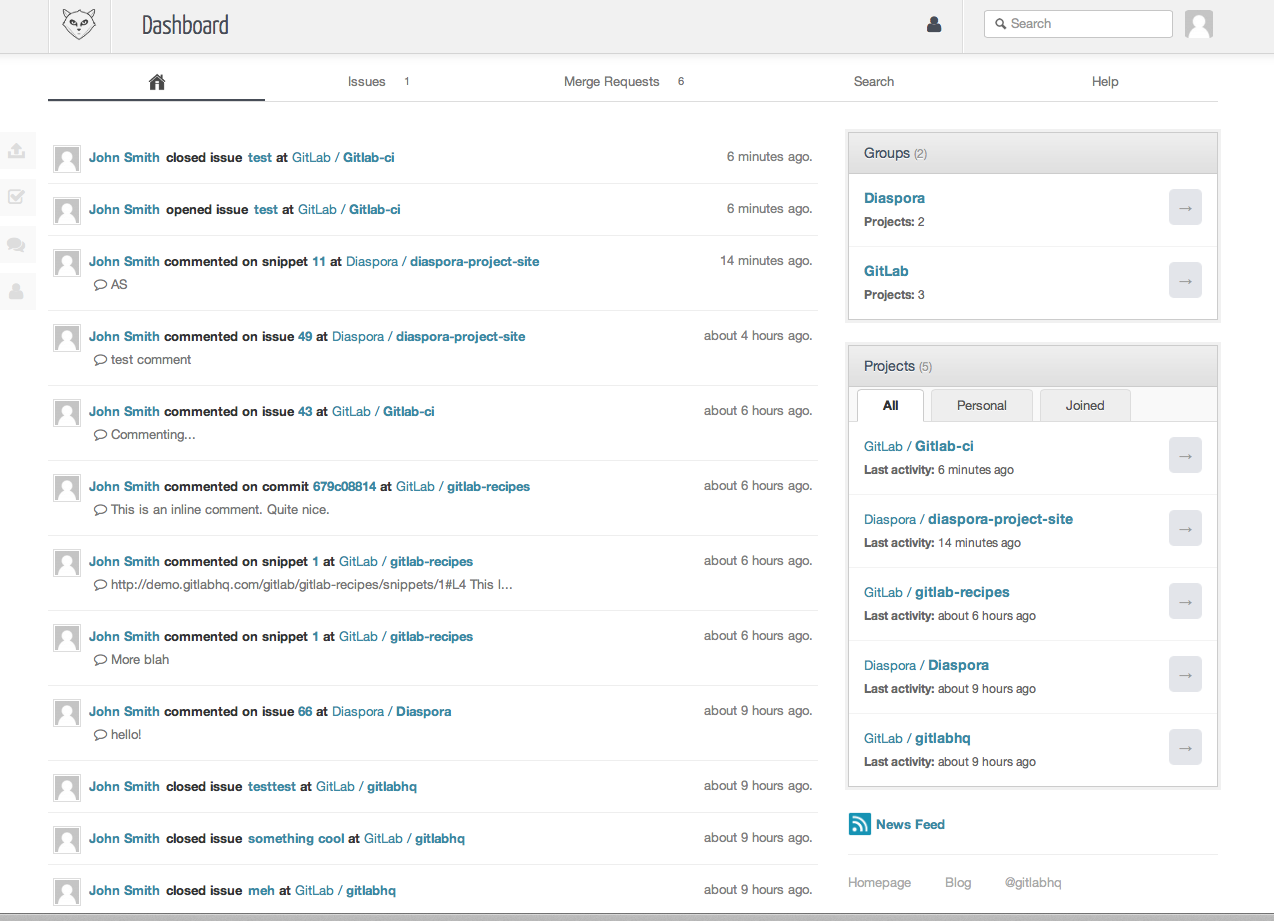 Dashboard
Search
Issues 1 Merge Requests 6 Search Help
John Smith closed issue test at GitLab / Gitlab-ci 6 minutes ago.
John Smith opened issue test at GitLab / Gitlab-ci 6 minutes ago.
John Smith commented on snippet 11 at Diaspora / diaspora-project-site 14 minutes ago.
AS
John Smith commented on issue 49 at Diaspora / diaspora-project-site about 4 hours ago.
test comment
John Smith commented on issue 43 at GitLab / Gitlab-ci about 6 hours ago.
Commenting...
John Smith commented on commit 679c08814 at GitLab / gitlab-recipes about 6 hours ago.
This is an inline comment. Quite nice.
John Smith commented on snippet 1 at GitLab / gitlab-recipes about 6 hours ago.
http://demo.gitlabhq.com/gitlab/gitlab-recipes/snippets/1#L4 This I...
John Smith commented on snippet 1 at GitLab / gitlab-recipes about 6 hours ago.
More blah
John Smith commented on issue 66 at Diaspora / Diaspora about 9 hours ago.
hello!
John Smith closed issue testtest at GitLab / gitlabhq about 9 hours ago.
John Smith closed issue something cool at GitLab / gitlabhq about 9 hours ago.
John Smith closed issue meh at GitLab / gitlabhq about 9 hours ago.
Groups (2)
Diaspora
Projects: 2
GitLab
Projects: 3
Projects (5)
All Personal Joined
GitLab / Gitlab-ci
Last activity: 6 minutes ago
Diaspora / diaspora-project-site
Last activity: 14 minutes ago
GitLab / gitlab-recipes
Last activity: about 6 hours ago
Diaspora / Diaspora
Last activity: about 9 hours ago
GitLab / gitlabhq
Last activity: about 9 hours ago
News Feed
Homepage Blog @gitlabhq